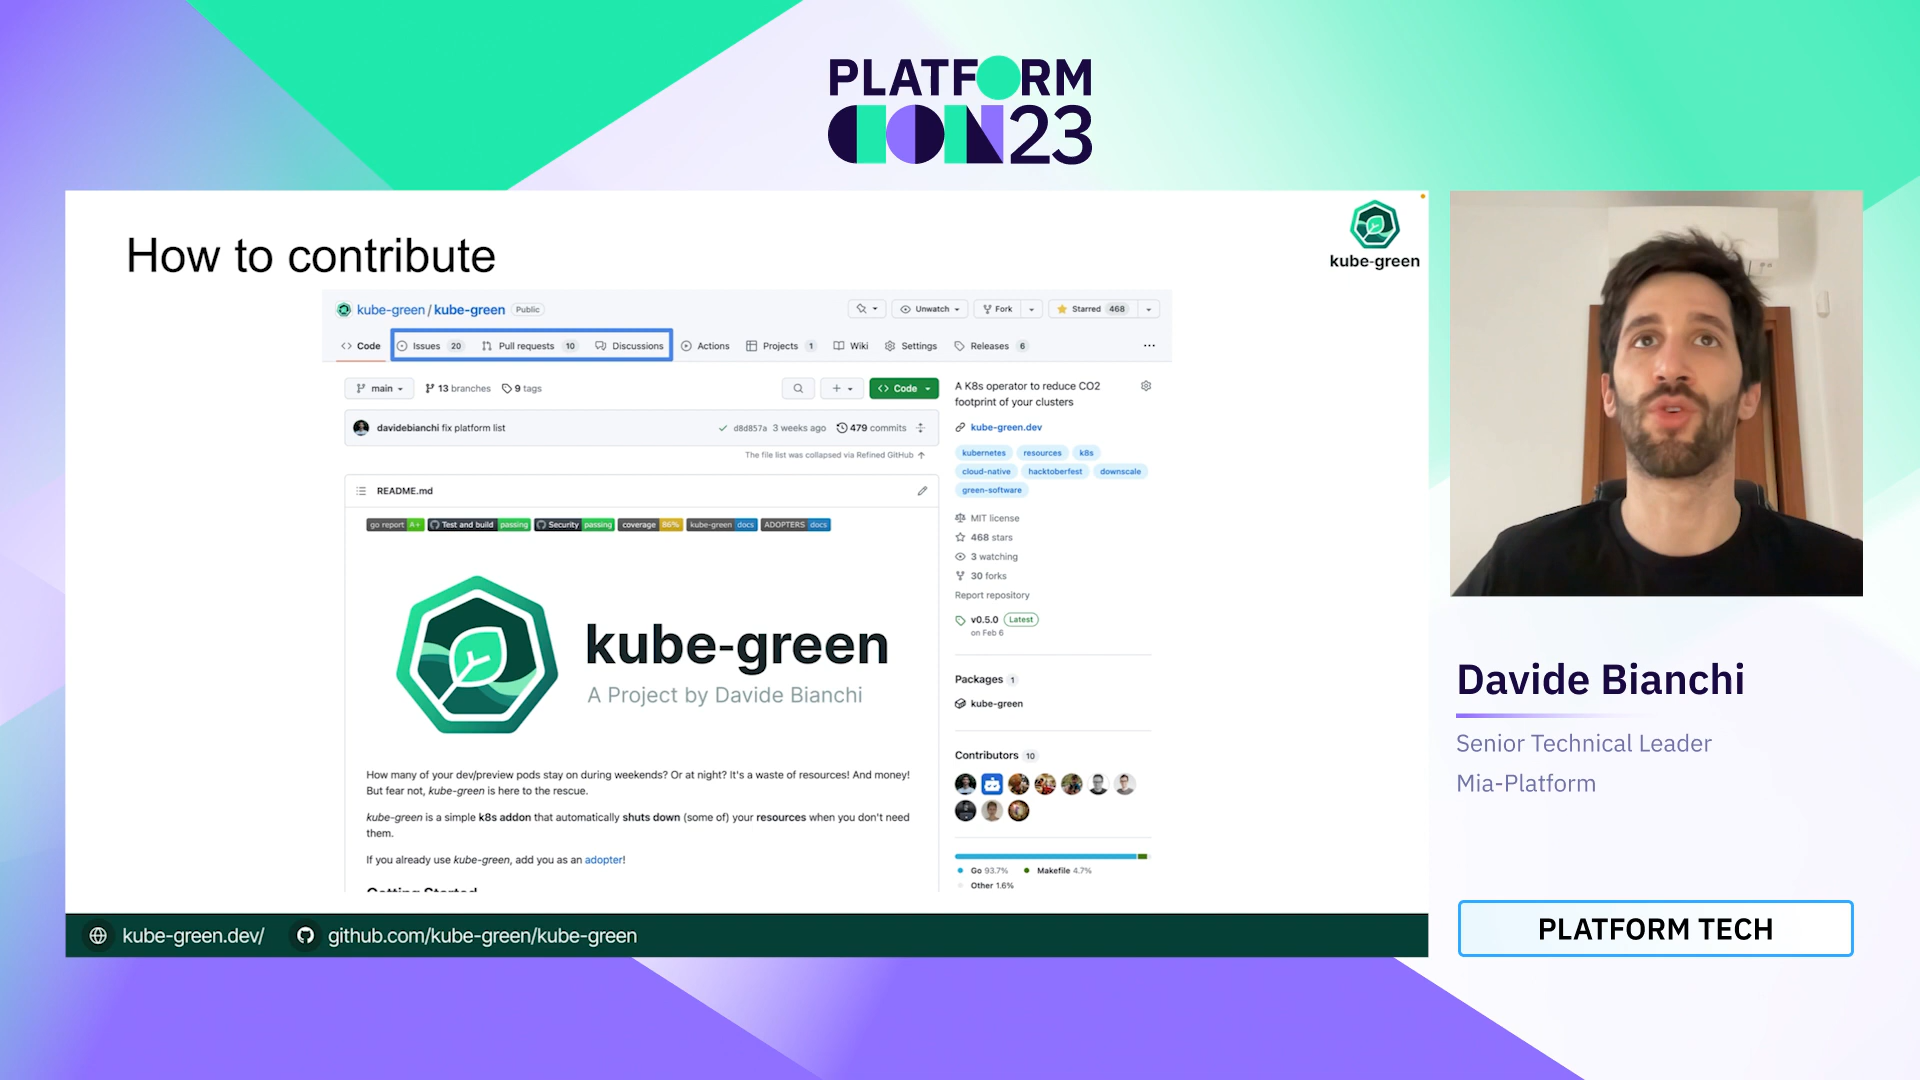 PLATFORM
CON23
How to contribute
kube-green
kube-green / kube-green Public
Unwatch Fork Starred 468
Code Issues 20 Pull requests 10 Discussions Actions Projects 1 Wiki Settings Releases 6
main 13 branches 9 tags
Code
davidebianchi fix platform list d8d857a 3 weeks ago 479 commits
The file list was collapsed via Refined GitHub
README.md
go report A+ Test and build passing Security passing coverage 86% kube-green docs ADOPTERS docs
kube-green
A Project by Davide Bianchi
How many of your dev/preview pods stay on during weekends? Or at night? It's a waste of resources! And money!
But fear not, kube-green is here to the rescue.
kube-green is a simple k8s addon that automatically shuts down (some of) your resources when you don't need
them.
If you already use kube-green, add you as an adopter!
Getting Started
A K8s operator to reduce CO2
footprint of your clusters
kube-green.dev
kubernetes resources k8s
cloud-native hacktoberfest downscale
green-software
MIT license
468 stars
3 watching
30 forks
Report repository
v0.5.0 Latest
on Feb 6
Packages 1
kube-green
Contributors 10
Go 93.7% Makefile 4.7%
Other 1.6%
kube-green.dev/ github.com/kube-green/kube-green
Davide Bianchi
Senior Technical Leader
Mia-Platform
PLATFORM TECH